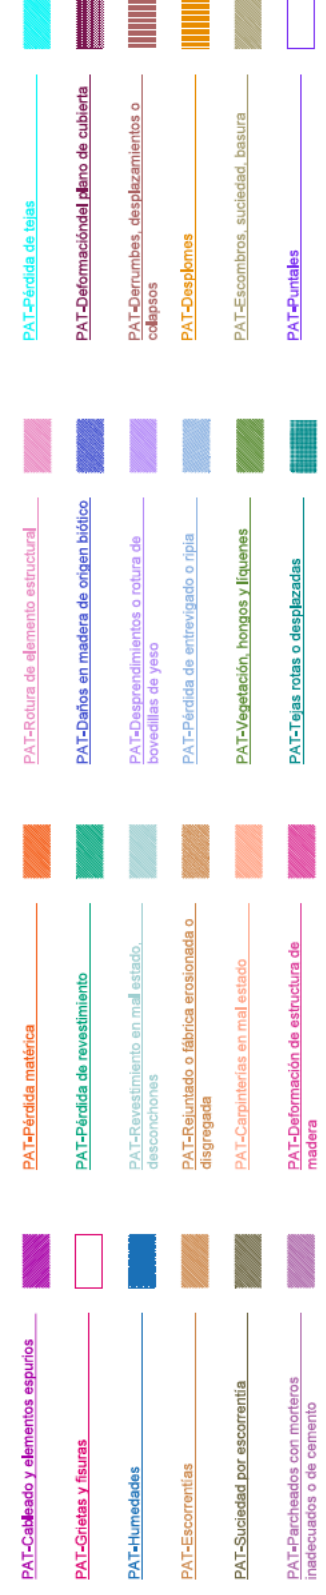 PAT-Cableado y elementos espurios
PAT-Grietas y fisuras
PAT-Humedades
PAT-Escorrentías
PAT-Suciedad por escorrentia
PAT-Parcheados con morteros
inadecuados o de cemento
PAT-Pérdida matérica
PAT-Pérdida de revestimiento
PAT-Revestimiento en mal estado,
desconchones
PAT-Rejuntado o fábrica erosionada o
disgregada
PAT-Carpinterías en mal estado
PAT-Deformación de estructura de
madera
PAT-Rotura de elemento estructural
PAT-Daños en madera de origen biótico
PAT-Desprendimientos o rotura de
bovedillas de yeso
PAT-Pérdida de entrevigado o ripia
PAT-Vegetación, hongos y líquenes
PAT-Tejas rotas o desplazadas
PAT-Pérdida de tejas
PAT-Deformacióndel plano de cubierta
PAT-Derrumbes, desplazamientos o
colapsos
PAT-Desplomes
PAT-Escombros, suciedad, basura
PAT-Puntales